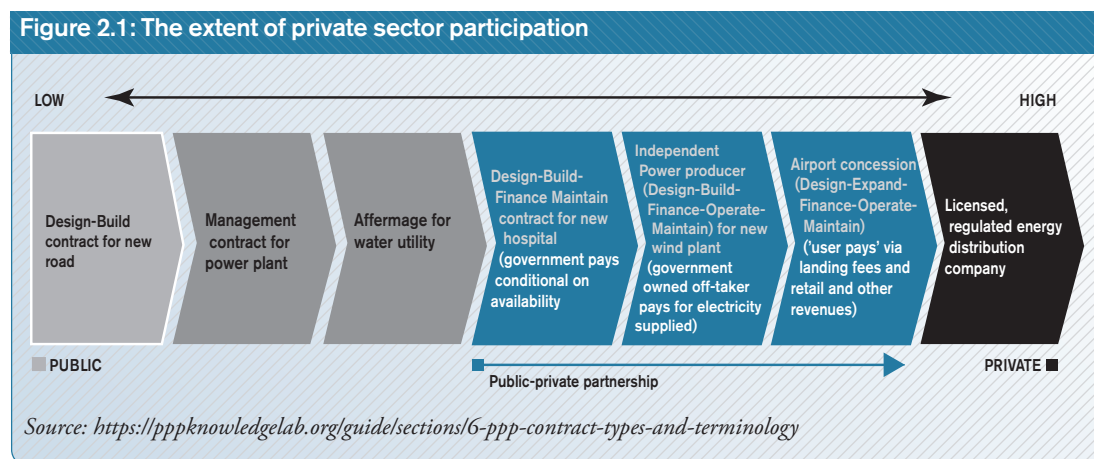 Figure 2.1: The extent of private sector participation
LOW
HIGH
Design-Build
contract for new
road
Management
contract for
power plant
Affermage for
water utility
Design-Build-
Finance Maintain
contract for new
hospital
(government pays
conditional on
availability
Independent
Power producer
(Design-Build-
Finance-Operate-
Maintain) for new
wind plant
(government
owned off-taker
pays for electricity
supplied)
Airport concession
(Design-Expand-
Finance-Operate-
Maintain)
('user pays' via
landing fees and
retail and other
revenues)
Licensed,
regulated energy
distribution
company
PUBLIC
PRIVATE
Public-private partnership
Source: https://pppknowledgelab.org/guide/sections/6-ppp-contract-types-and-terminology